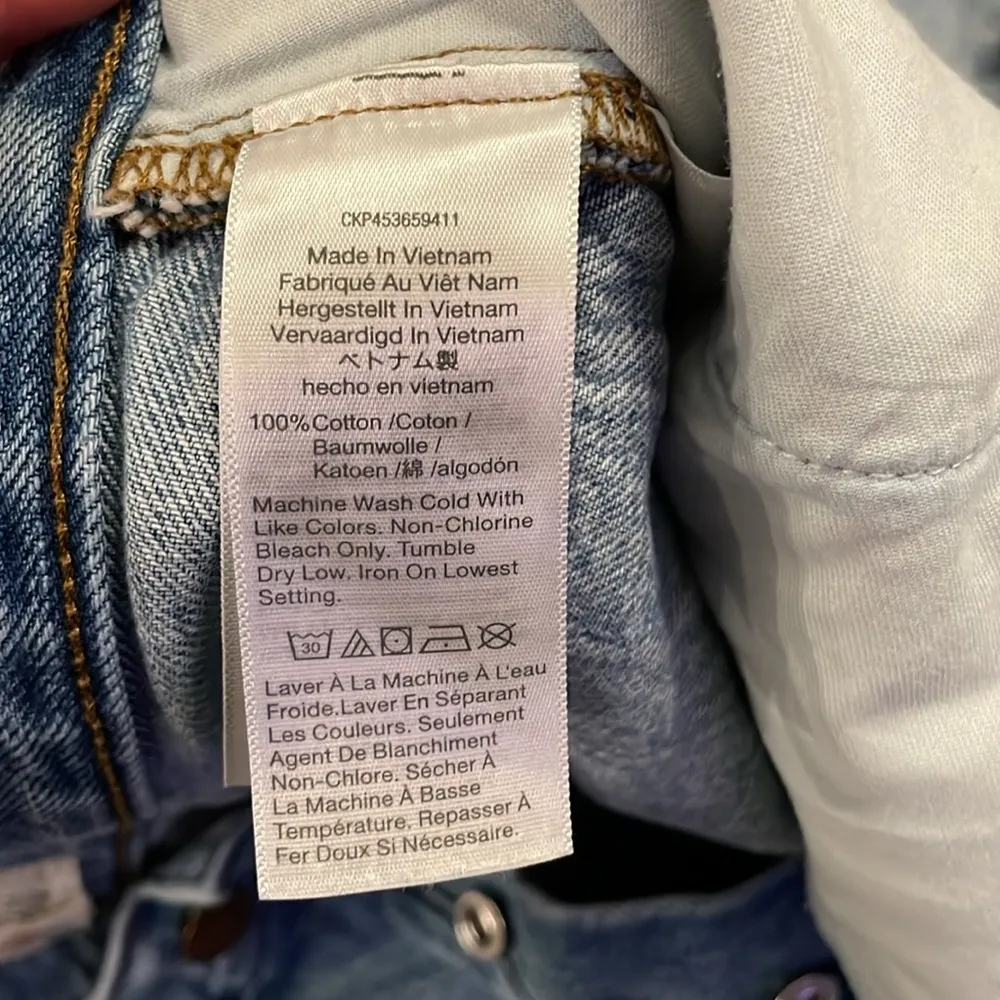 CKP453659411
Made In Vietnam
Fabriqué Au Viêt Nam
Hergestellt In Vietnam
Vervaardigd In Vietnam
ベトナム製
hecho en vietnam
100% Cotton /Coton /
Baumwolle /
Katoen /綿 /algodón
Machine Wash Cold With
Like Colors. Non-Chlorine
Bleach Only. Tumble
Dry Low. Iron On Lowest
Setting.
30
Laver À La Machine À L'eau
Froide.Laver En Séparant
Les Couleurs. Seulement
Agent De Blanchiment
Non-Chlore. Sécher À
La Machine À Basse
Température. Repasser À
Fer Doux Si Nécessaire.